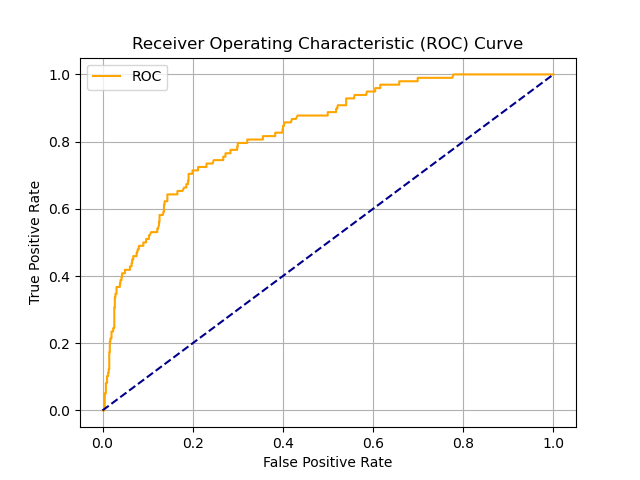 Receiver Operating Characteristic (ROC) Curve
ROC
True Positive Rate
1.0
0.8
0.6
0.4
0.2
0.0
0.0 0.2 0.4 0.6 0.8 1.0
False Positive Rate